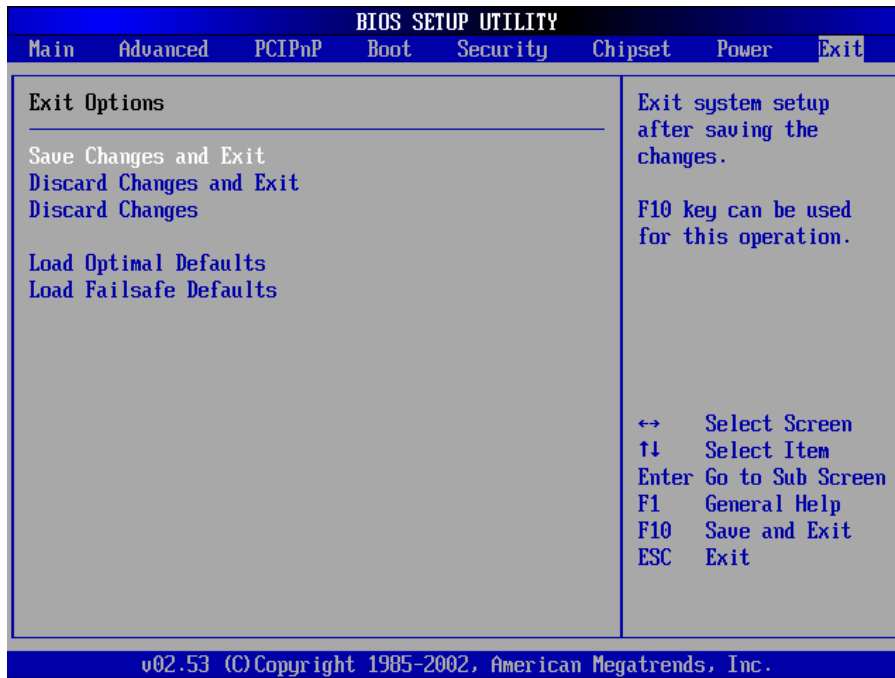 BIOS SETUP UTILITY
Main Advanced PCIPnP Boot Security Chipset Power Exit
Exit Options
Save Changes and Exit
Discard Changes and Exit
Discard Changes
Load Optimal Defaults
Load Failsafe Defaults
Exit system setup
after saving the
changes.
F10 key can be used
for this operation.
↔ Select Screen
↑↓ Select Item
Enter Go to Sub Screen
F1 General Help
F10 Save and Exit
ESC Exit
v02.53 (C)Copyright 1985-2002, American Megatrends, Inc.